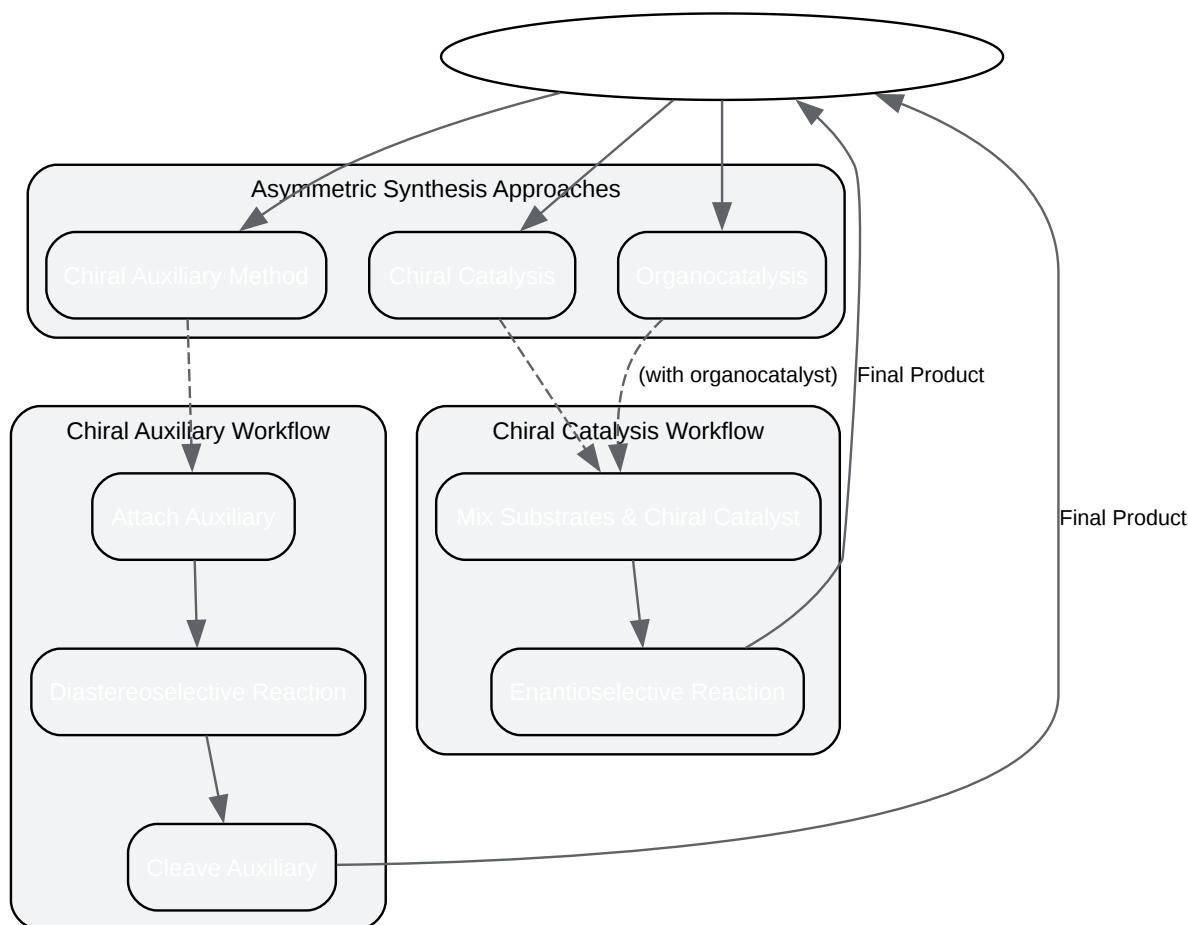 Asymmetric Synthesis Approaches
Chiral Auxiliary Method
Chiral Catalysis
Organocatalysis
(with organocatalyst)
Final Product
Chiral Auxiliary Workflow
Chiral Catalysis Workflow
Attach Auxiliary
Mix Substrates & Chiral Catalyst
Final Product
Diastereoselective Reaction
Enantioselective Reaction
Cleave Auxiliary